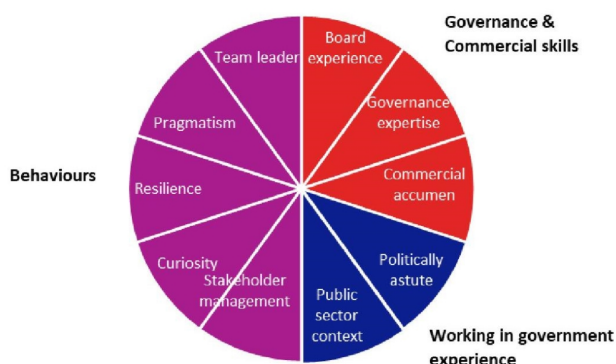 Governance &
Commercial skills
Team leader
Board
experience
Governance
expertise
Pragmatism
Commercial
accumen
Behaviours
Resilience
Politically
astute
Curiosity
Stakeholder
management
Public
sector
context
Working in government
experience